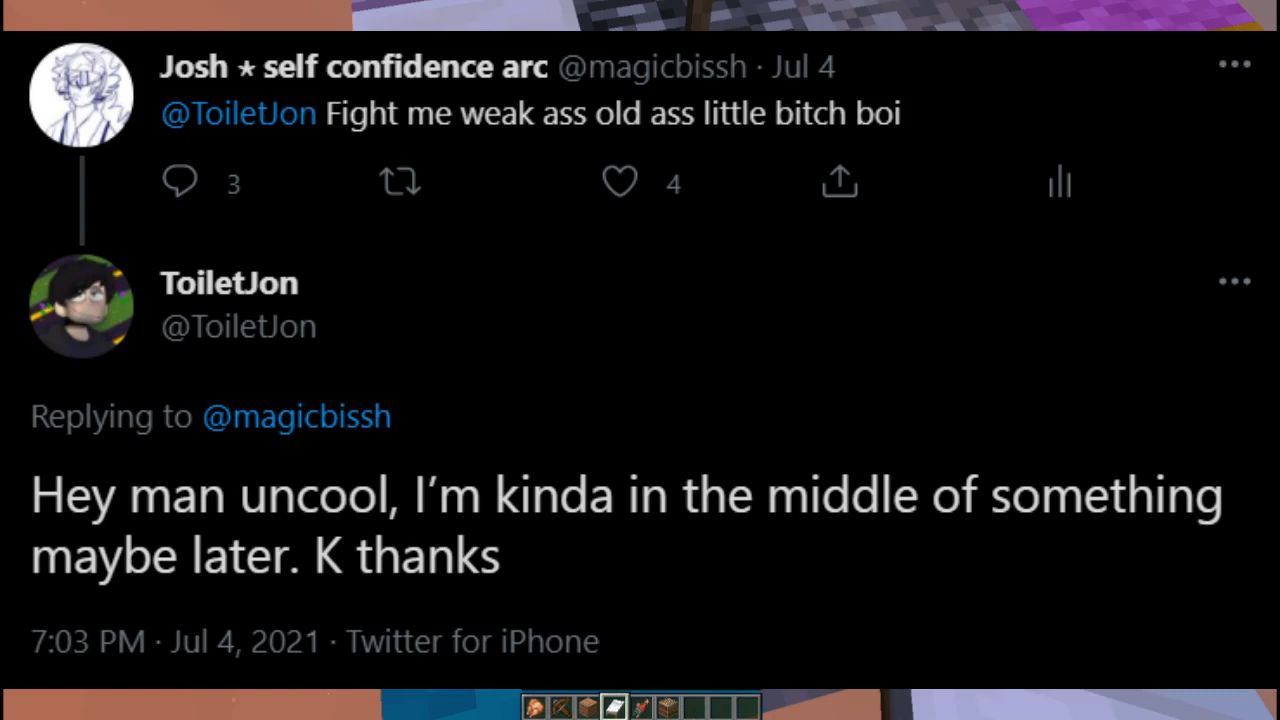 Josh ⋆ self confidence arc @magicbissh · Jul 4
@ToiletJon Fight me weak ass old ass little bitch boi
3 4
ToiletJon
@ToiletJon
Replying to @magicbissh
Hey man uncool, I’m kinda in the middle of something
maybe later. K thanks
7:03 PM · Jul 4, 2021 · Twitter for iPhone